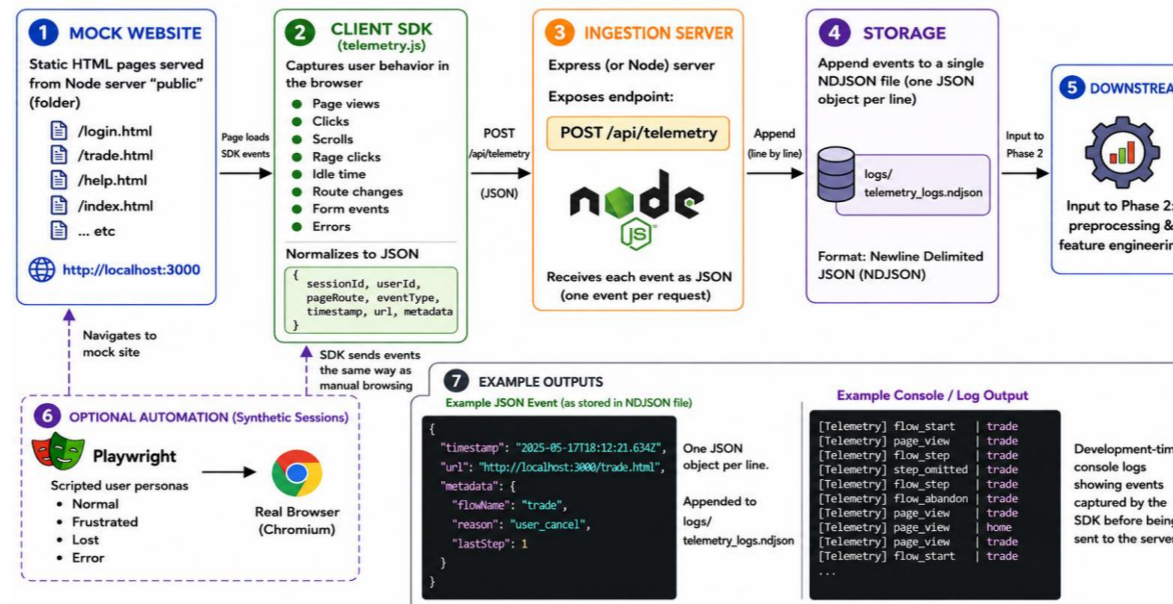 1 MOCK WEBSITE
Static HTML pages served
from Node server “public”
(folder)
/login.html
/trade.html
/help.html
/index.html
... etc
http://localhost:3000
Page loads
SDK events
2 CLIENT SDK
(telemetry.js)
Captures user behavior in
the browser
Page views
Clicks
Scrolls
Rage clicks
Idle time
Route changes
Form events
Errors
Normalizes to JSON
{
sessionId, userId,
pageRoute, eventType,
timestamp, url, metadata
}
POST
/api/telemetry
(JSON)
3 INGESTION SERVER
Express (or Node) server
Exposes endpoint:
POST /api/telemetry
node
JS
Receives each event as JSON
(one event per request)
Append
(line by line)
4 STORAGE
Append events to a single
NDJSON file (one JSON
object per line)
logs/
telemetry_logs.ndjson
Format: Newline Delimited
JSON (NDJSON)
Input to
Phase 2
5 DOWNSTREA
Input to Phase 2:
preprocessing &
feature engineerin
Navigates to
mock site
SDK sends events
the same way as
manual browsing
6 OPTIONAL AUTOMATION (Synthetic Sessions)
Playwright
Scripted user personas
• Normal
• Frustrated
• Lost
• Error
Real Browser
(Chromium)
7 EXAMPLE OUTPUTS
Example JSON Event (as stored in NDJSON file)
{
"timestamp": "2025-05-17T18:12:21.634Z",
"url": "http://localhost:3000/trade.html",
"metadata": {
"flowName": "trade",
"reason": "user_cancel",
"lastStep": 1
}
}
One JSON
object per line.
Appended to
logs/
telemetry_logs.ndjson
Example Console / Log Output
[Telemetry] flow_start | trade
[Telemetry] page_view | trade
[Telemetry] flow_step | trade
[Telemetry] step_omitted | trade
[Telemetry] flow_step | trade
[Telemetry] flow_abandon | trade
[Telemetry] page_view | trade
[Telemetry] page_view | home
[Telemetry] page_view | trade
[Telemetry] flow_start | trade
...
Development-tim
console logs
showing events
captured by the
SDK before being
sent to the server